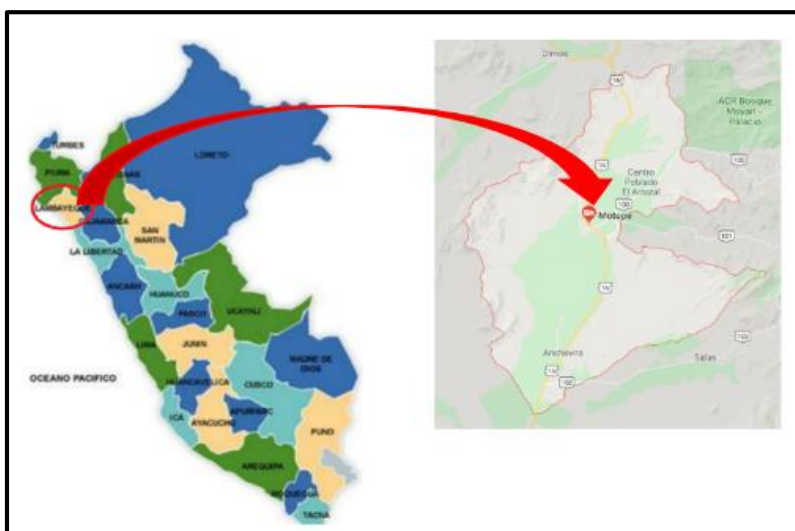 TUMBES
PIURA
LAMBAYEQUE
CAJAMARCA
LORETO
SAN
MARTIN
LA LIBERTAD
ANCASH
HUANUCO
PASCO
UCAYALI
LIMA
JUNIN
MADRE DE
DIOS
OCEANO PACIFICO
HUANCAVELICA
CUSCO
ICA
AYACUCHO
APURIMAC
PUNO
AREQUIPA
MOQUEGUA
TACNA
Olmos
ACR Bosque
Moyan -
Palacio
Centro
Poblado
El Arrozal
100
Motupe
Salas